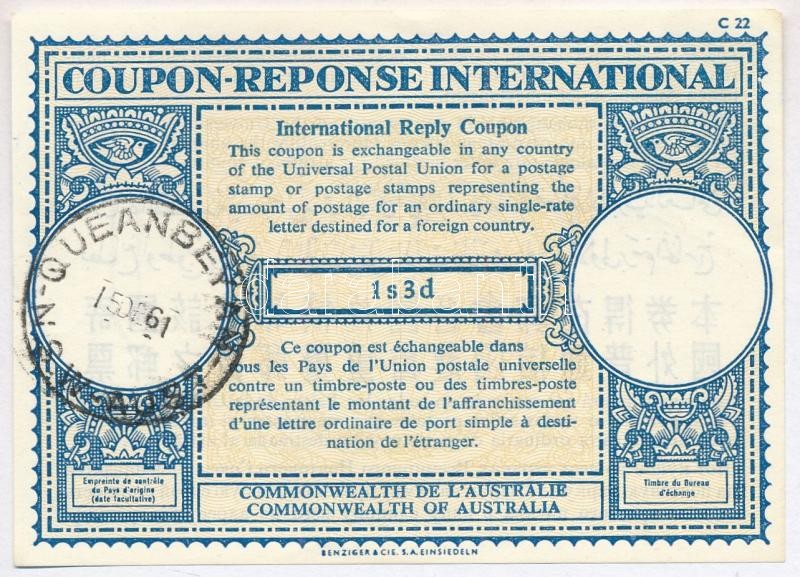 C 22
COUPON-REPONSE INTERNATIONAL
International Reply Coupon
This coupon is exchangeable in any country
of the Universal Postal Union for a postage
stamp or postage stamps representing the
amount of postage for an ordinary single-rate
letter destined for a foreign country.
1s3d
Ce coupon est échangeable dans
tous les Pays de l'Union postale universelle
contre un timbre-poste ou des timbres-poste
représentant le montant de l'affranchissement
d'une lettre ordinaire de port simple à desti-
nation de l'étranger.
QUEANBEYAN
61
N·S·W-AUST
Empreinte de contrôle
du Pays d'origine
(date facultative)
Timbre du Bureau
d'échange
COMMONWEALTH DE L'AUSTRALIE
COMMONWEALTH OF AUSTRALIA
BENZIGER & CIE. S.A. EINSIEDELN